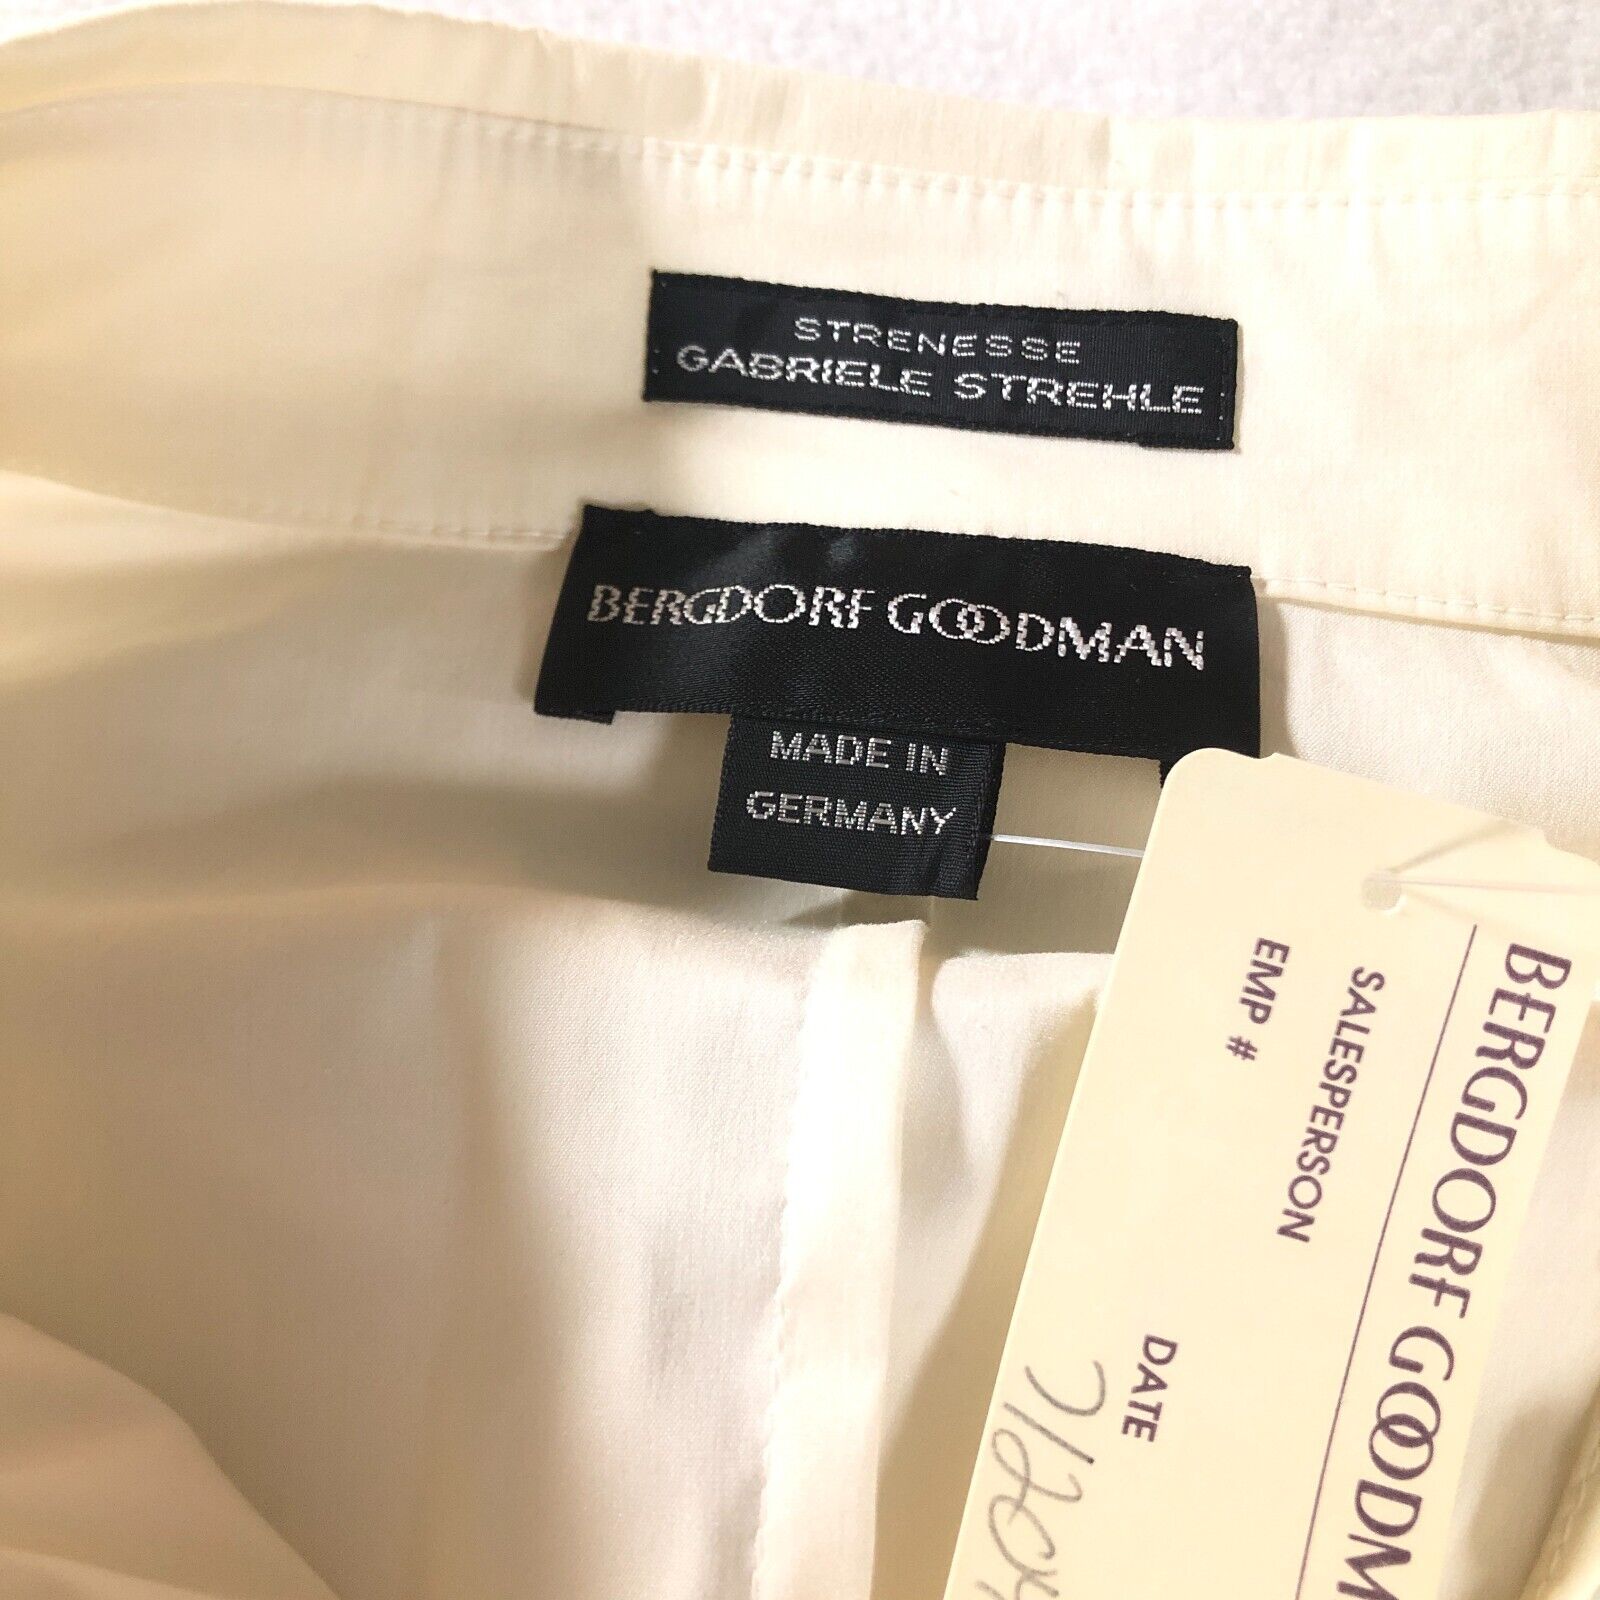 STRENESSE
GABRIELE STREHLE
BERGDORF GOODMAN
MADE IN
GERMANY
BERGDORF GOODM
SALESPERSON
EMP #
DATE